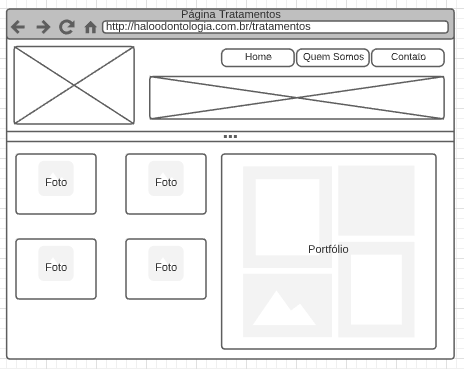 Página Tratamentos
http://haloodontologia.com.br/tratamentos
Home
Quem Somos
Contato
Foto
Foto
Portfólio
Foto
Foto